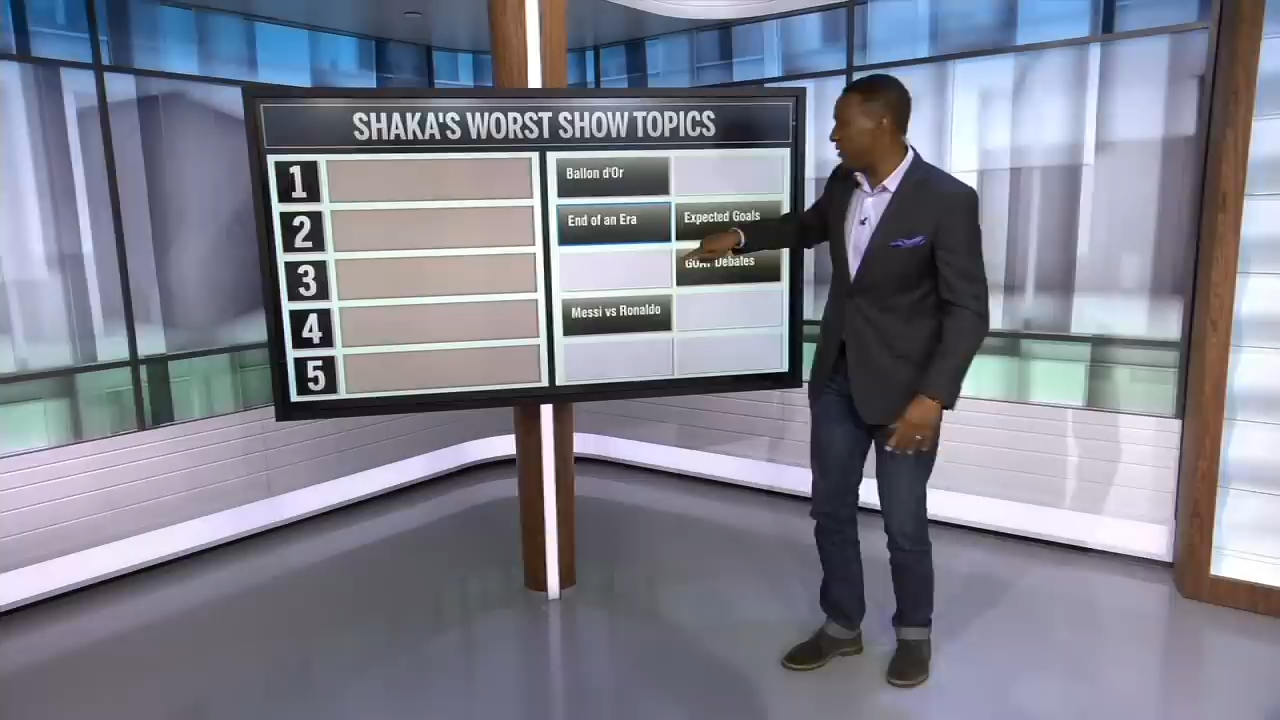 SHAKA'S WORST SHOW TOPICS
1
2
3
4
5
Ballon d'Or
End of an Era
Expected Goals
GOAT Debates
Messi vs Ronaldo